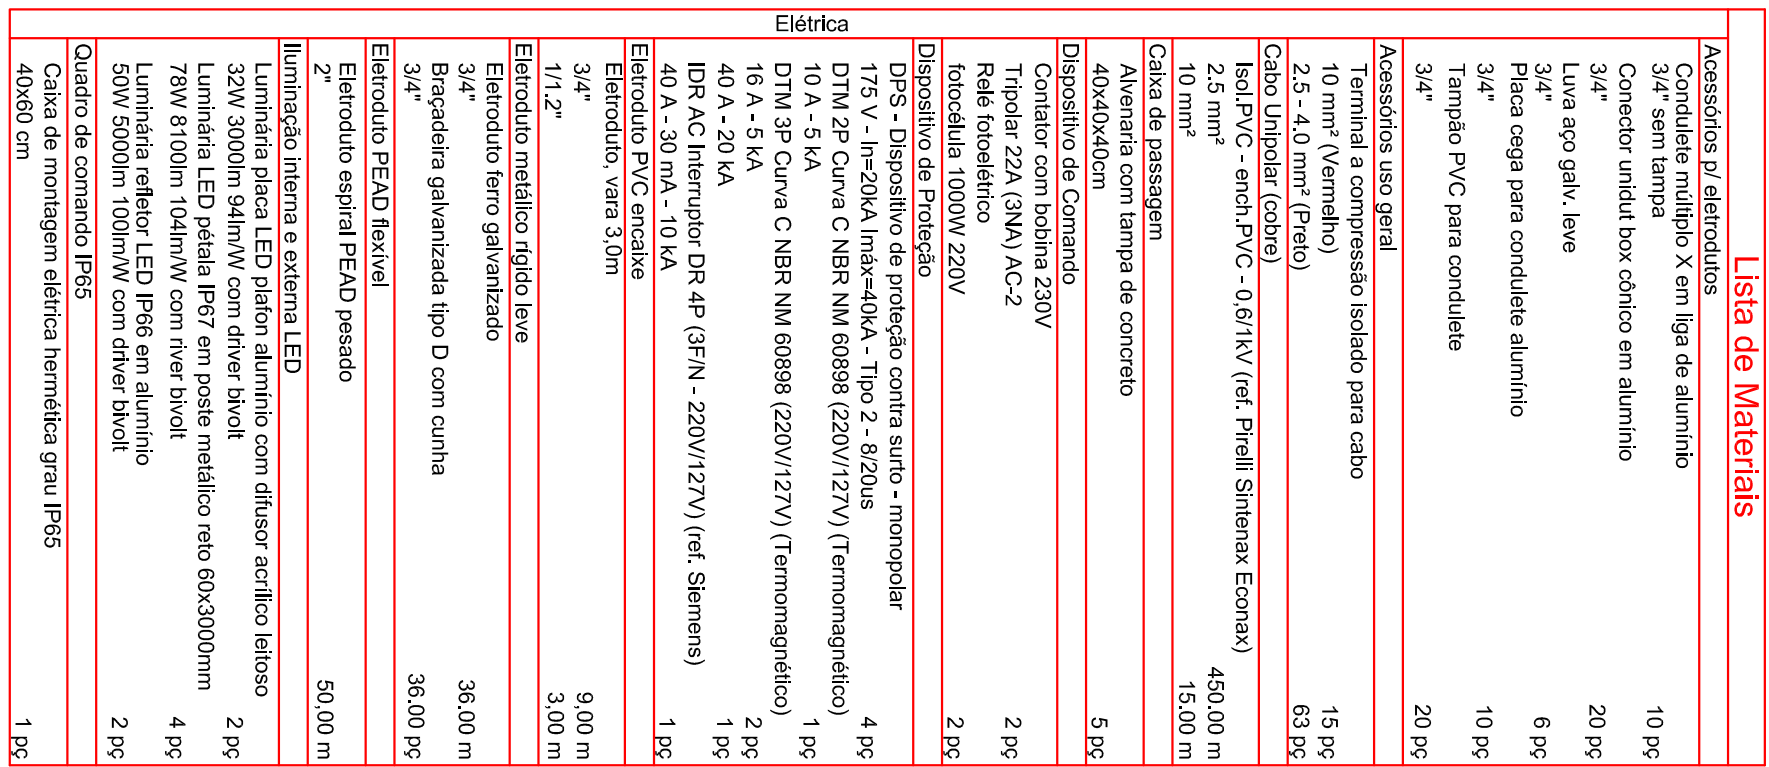 Lista de Materiais
Elétrica
Acessórios p/ eletrodutos
Condulete múltiplo X em liga de alumínio
3/4" sem tampa 10 pç
Conector unidut box cônico em alumínio
3/4" 20 pç
Luva aço galv. leve
3/4" 6 pç
Placa cega para condulete alumínio
3/4" 10 pç
Tampão PVC para condulete
3/4" 20 pç
Acessórios uso geral
Terminal a compressão isolado para cabo
10 mm² (Vermelho) 15 pç
2.5 - 4.0 mm² (Preto) 63 pç
Cabo Unipolar (cobre)
Isol.PVC - ench.PVC - 0,6/1kV (ref. Pirelli Sintenax Econax)
2.5 mm² 450.00 m
10 mm² 15.00 m
Caixa de passagem
Alvenaria com tampa de concreto
40x40x40cm 5 pç
Dispositivo de Comando
Contator com bobina 230V
Tripolar 22A (3NA) AC-2 2 pç
Relé fotoelétrico
fotocélula 1000W 220V 2 pç
Dispositivo de Proteção
DPS - Dispositivo de proteção contra surto - monopolar
175 V - In=20kA Imáx=40kA - Tipo 2 - 8/20us 4 pç
DTM 2P Curva C NBR NM 60898 (220V/127V) (Termomagnético)
10 A - 5 kA 1 pç
DTM 3P Curva C NBR NM 60898 (220V/127V) (Termomagnético)
16 A - 5 kA 2 pç
40 A - 20 kA 1 pç
IDR AC Interruptor DR 4P (3F/N - 220V/127V) (ref. Siemens)
40 A - 30 mA - 10 kA 1 pç
Eletroduto PVC encaixe
Eletroduto, vara 3,0m
3/4" 9,00 m
1/1.2" 3,00 m
Eletroduto metálico rígido leve
Eletroduto ferro galvanizado
3/4" 36.00 m
Braçadeira galvanizada tipo D com cunha
3/4" 36.00 pç
Eletroduto PEAD flexível
Eletroduto espiral PEAD pesado
2" 50,00 m
Iluminação interna e externa LED
Luminária placa LED plafon alumínio com difusor acrílico leitoso
32W 3000lm 94lm/W com driver bivolt 2 pç
Luminária LED pétala IP67 em poste metálico reto 60x3000mm
78W 8100lm 104lm/W com river bivolt 4 pç
Luminária refletor LED IP66 em alumínio
50W 5000lm 100lm/W com driver bivolt 2 pç
Quadro de comando IP65
Caixa de montagem elétrica hermética grau IP65
40x60 cm 1 pç